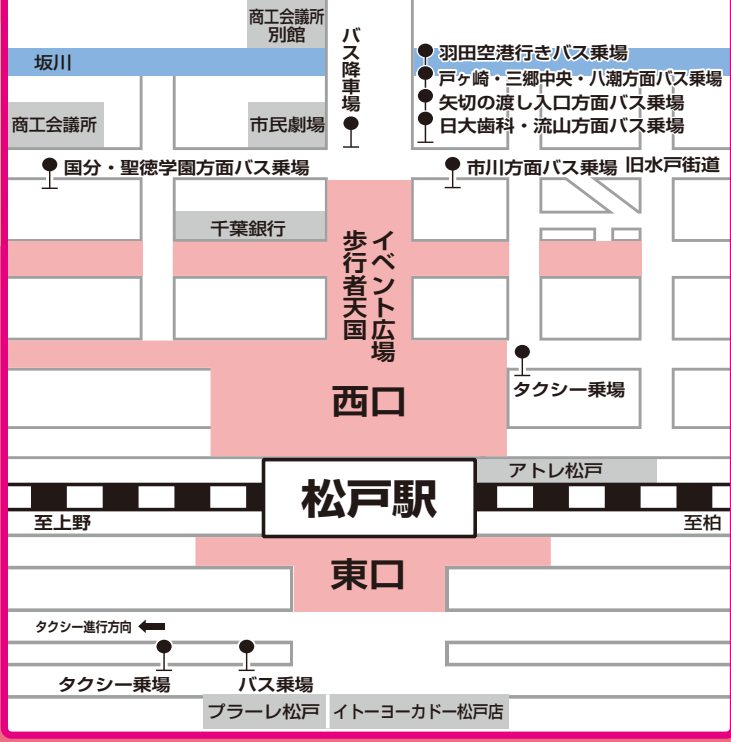 商工会議所
別館
バス降車場
羽田空港行きバス乗場
坂川
戸ヶ崎・三郷中央・八潮方面バス乗場
矢切の渡し入口方面バス乗場
商工会議所
市民劇場
日大歯科・流山方面バス乗場
国分・聖徳学園方面バス乗場
市川方面バス乗場
旧水戸街道
千葉銀行
イベント広場
歩行者天国
タクシー乗場
西口
アトレ松戸
松戸駅
至上野
至柏
東口
タクシー進行方向
タクシー乗場
バス乗場
プラーレ松戸
イトーヨーカドー松戸店